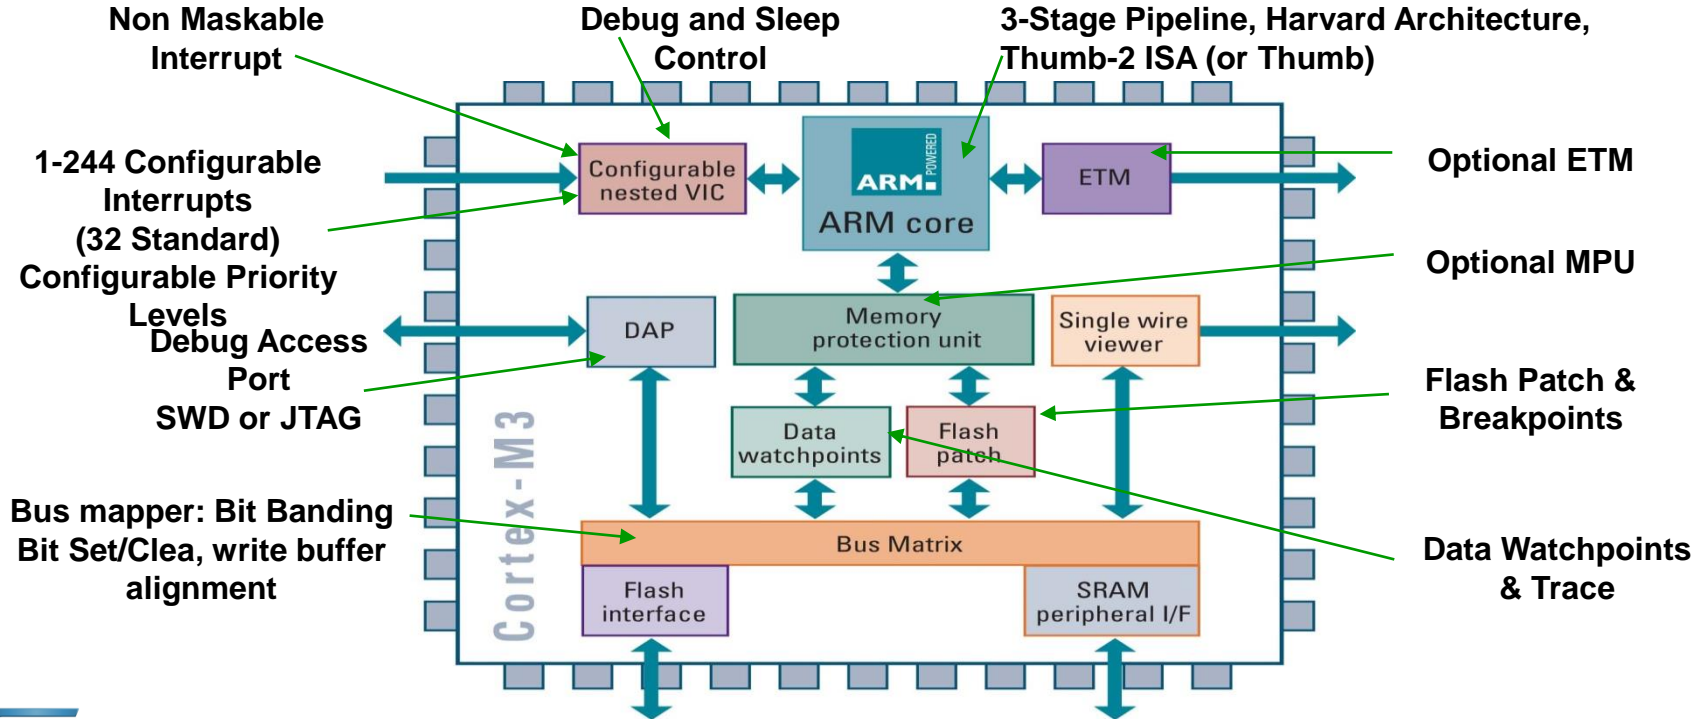 Non Maskable
Interrupt
Debug and Sleep
Control
3-Stage Pipeline, Harvard Architecture,
Thumb-2 ISA (or Thumb)
1-244 Configurable
Interrupts
(32 Standard)
Configurable Priority
Levels
Debug Access
Port
SWD or JTAG
Bus mapper: Bit Banding
Bit Set/Clea, write buffer
alignment
Optional ETM
Optional MPU
Flash Patch &
Breakpoints
Data Watchpoints
& Trace
Configurable
nested VIC
ARM
POWERED
ARM core
ETM
DAP
Memory
protection unit
Single wire
viewer
Data
watchpoints
Flash
patch
Cortex-M3
Bus Matrix
Flash
interface
SRAM
peripheral I/F